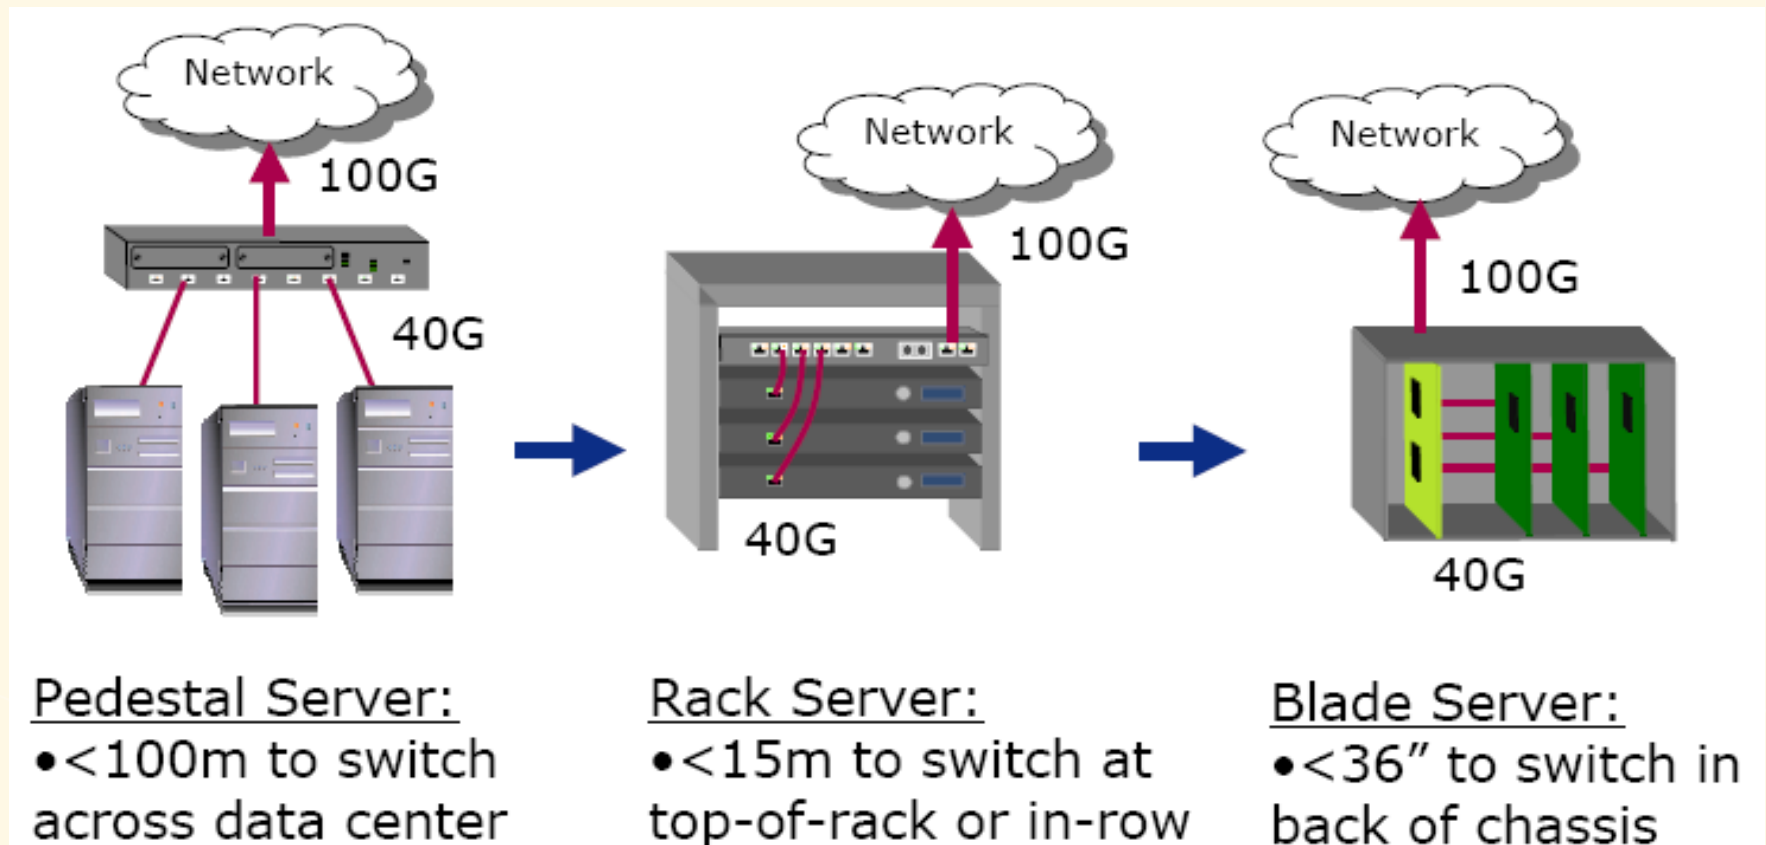 Network
100G
40G
Network
100G
40G
Network
100G
40G
Pedestal Server:
•<100m to switch
across data center
Rack Server:
•<15m to switch at
top-of-rack or in-row
Blade Server:
•<36” to switch in
back of chassis